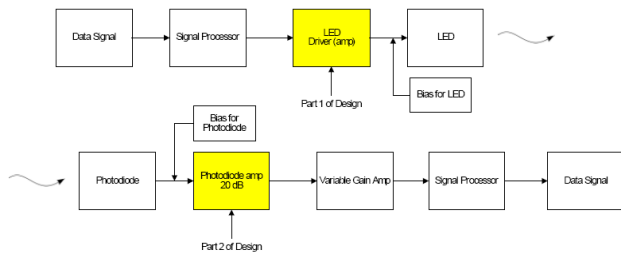 Data Signal
Signal Processor
LED
Driver (amp)
LED
Part 1 of Design
Bias for LED
Bias for
Photodiode
Photodiode
Photodiode amp
20 dB
Variable Gain Amp
Signal Processor
Data Signal
Part 2 of Design